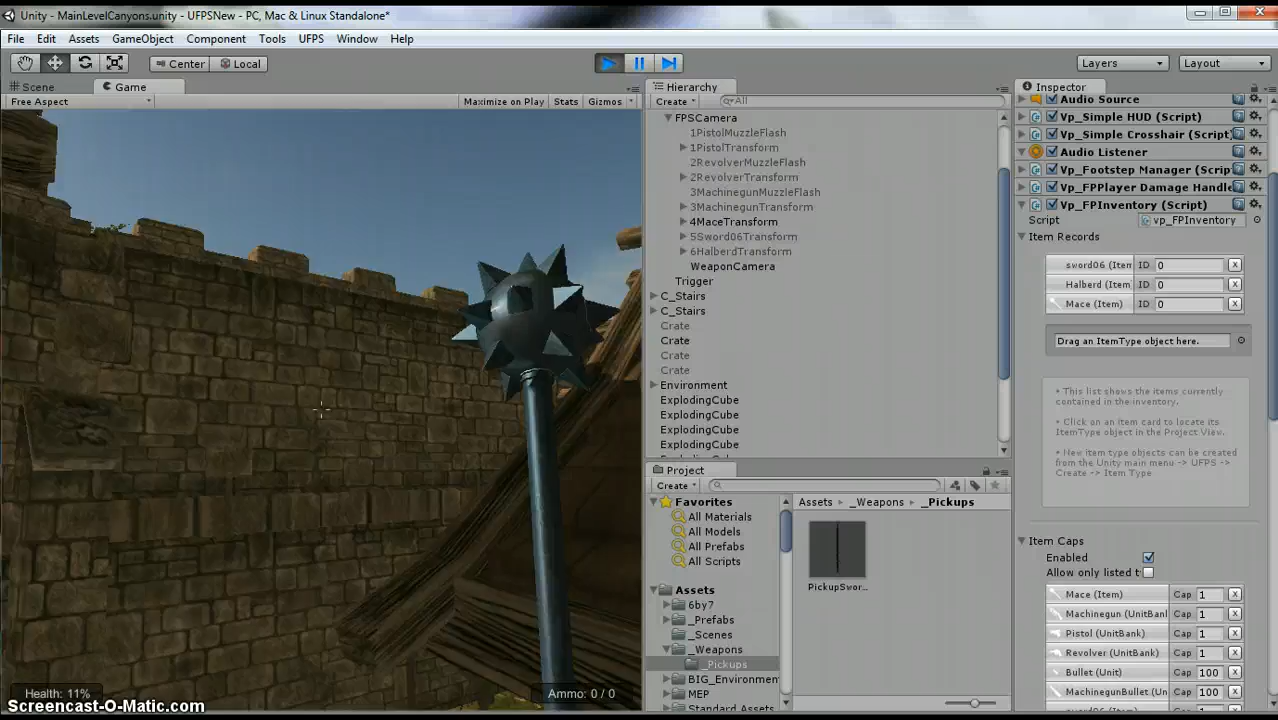 Unity - MainLevelCanyons.unity - UFPSNew - PC, Mac & Linux Standalone*
File Edit Assets GameObject Component Tools UFPS Window Help
Center Local Layers Layout
Scene Game
Free Aspect Maximize on Play Stats Gizmos
Hierarchy
Create All
FPSCamera
1PistolMuzzleFlash
1PistolTransform
2RevolverMuzzleFlash
2RevolverTransform
3MachinegunMuzzleFlash
3MachinegunTransform
4MaceTransform
5Sword06Transform
6HalberdTransform
WeaponCamera
Trigger
C_Stairs
C_Stairs
Crate
Crate
Crate
Crate
Environment
ExplodingCube
ExplodingCube
ExplodingCube
ExplodingCube
Project
Create
Favorites
All Materials
All Models
All Prefabs
All Scripts
Assets
6by7
_Prefabs
_Scenes
_Weapons
_Pickups
BIG_Environmen
MEP
Standard Assets
Assets _Weapons _Pickups
PickupSwor...
Inspector
Audio Source
Vp_Simple HUD (Script)
Vp_Simple Crosshair (Script)
Audio Listener
Vp_Footstep Manager (Scrip
Vp_FPPlayer Damage Handle
Vp_FPInventory (Script)
Script vp_FPInventory
Item Records
sword06 (Iten ID 0 X
Halberd (Item ID 0 X
Mace (Item) ID 0 X
Drag an ItemType object here.
• This list shows the items currently
contained in the inventory.
• Click on an item card to locate its
ItemType object in the Project View.
• New item type objects can be created
from the Unity main menu -> UFPS ->
Create -> Item Type
Item Caps
Enabled
Allow only listed t
Mace (Item) Cap 1 X
Machinegun (UnitBanl Cap 1 X
Pistol (UnitBank) Cap 1 X
Revolver (UnitBank) Cap 1 X
Bullet (Unit) Cap 100 X
MachinegunBullet (Un Cap 100 X
Health: 11% Ammo: 0 / 0
Screencast-O-Matic.com